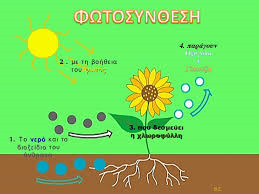 ΦΩΤΟΣΥΝΘΕΣΗ
4. παράγουν
2. με τη βοήθεια
του
3. που δεσμεύει
η χλωροφύλλη
1. Το νερό και το
διοξείδιο του
άνθρακα